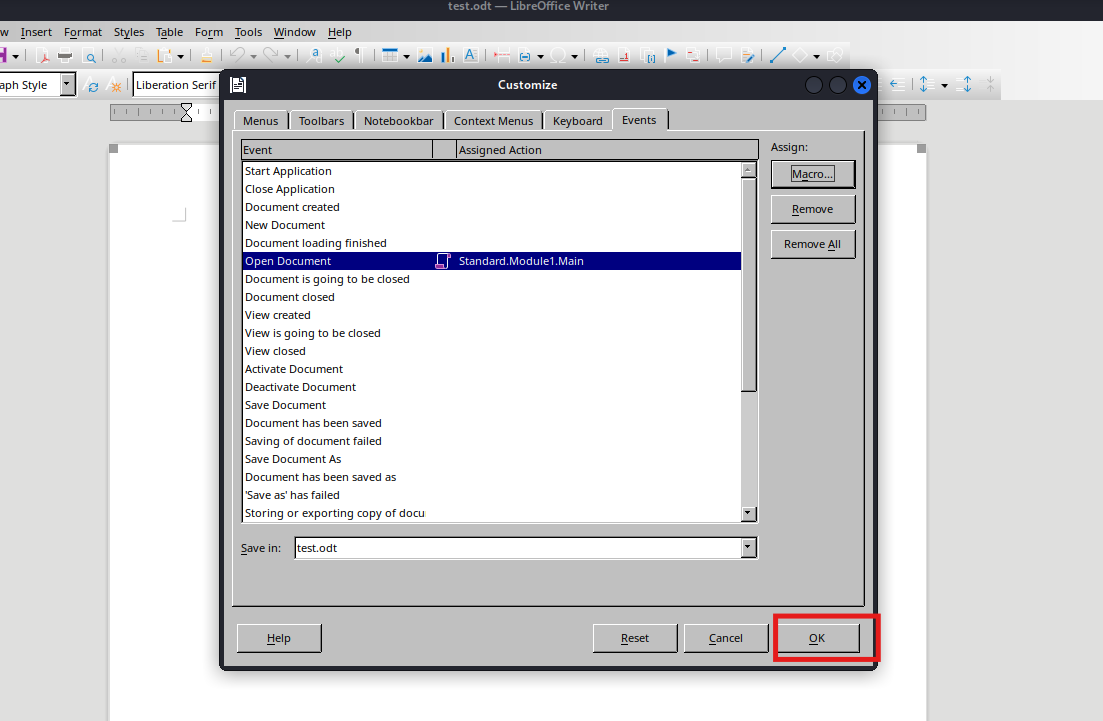 test.odt — LibreOffice Writer
w Insert Format Styles Table Form Tools Window Help
aph Style Liberation Serif
Customize
Menus Toolbars Notebookbar Context Menus Keyboard Events
Event Assigned Action
Assign:
Start Application
Macro...
Close Application
Document created
Remove
New Document
Document loading finished
Remove All
Open Document Standard.Module1.Main
Document is going to be closed
Document closed
View created
View is going to be closed
View closed
Activate Document
Deactivate Document
Save Document
Document has been saved
Saving of document failed
Save Document As
Document has been saved as
'Save as' has failed
Storing or exporting copy of docu
Save in: test.odt
Help Reset Cancel OK